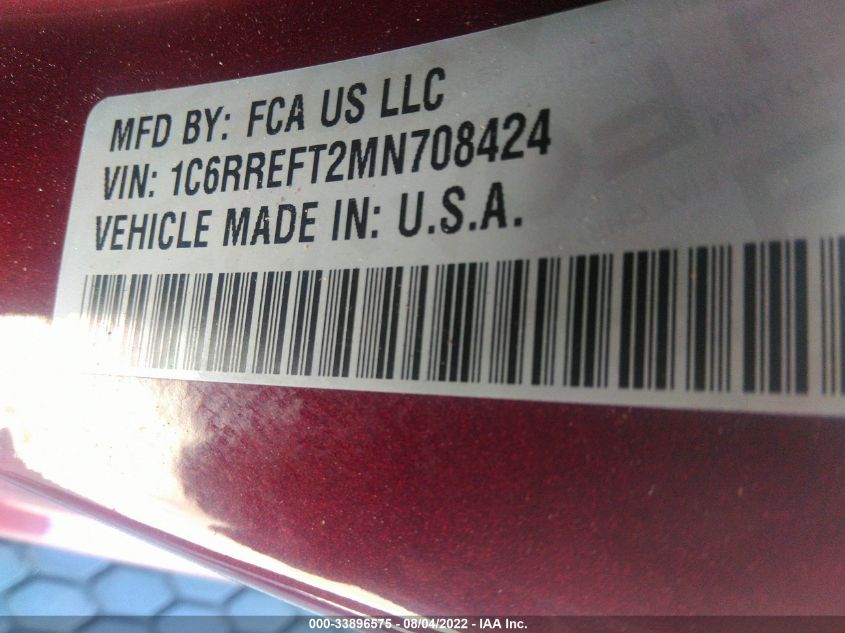 MFD BY: FCA US LLC
VIN: 1C6RREFT2MN708424
VEHICLE MADE IN: U.S.A.
000-33896575 - 08/04/2022 - IAA Inc.